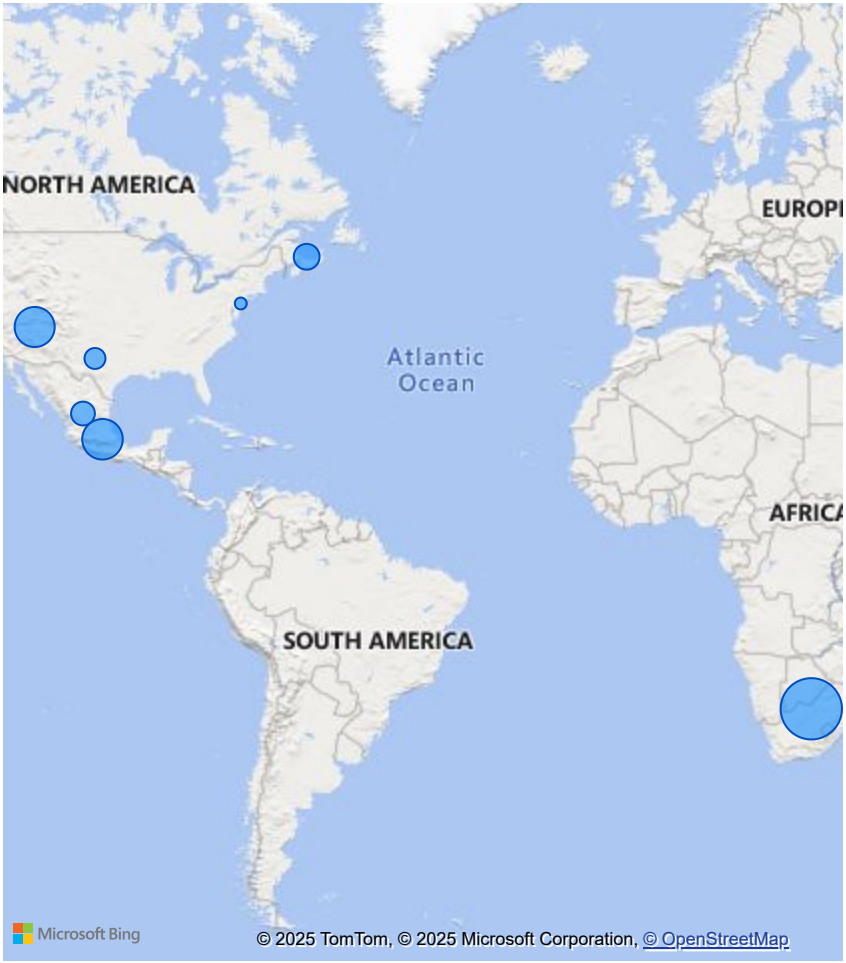 NORTH AMERICA
EUROPE
Atlantic
Ocean
AFRICA
SOUTH AMERICA
Microsoft Bing
© 2025 TomTom, © 2025 Microsoft Corporation, © OpenStreetMap